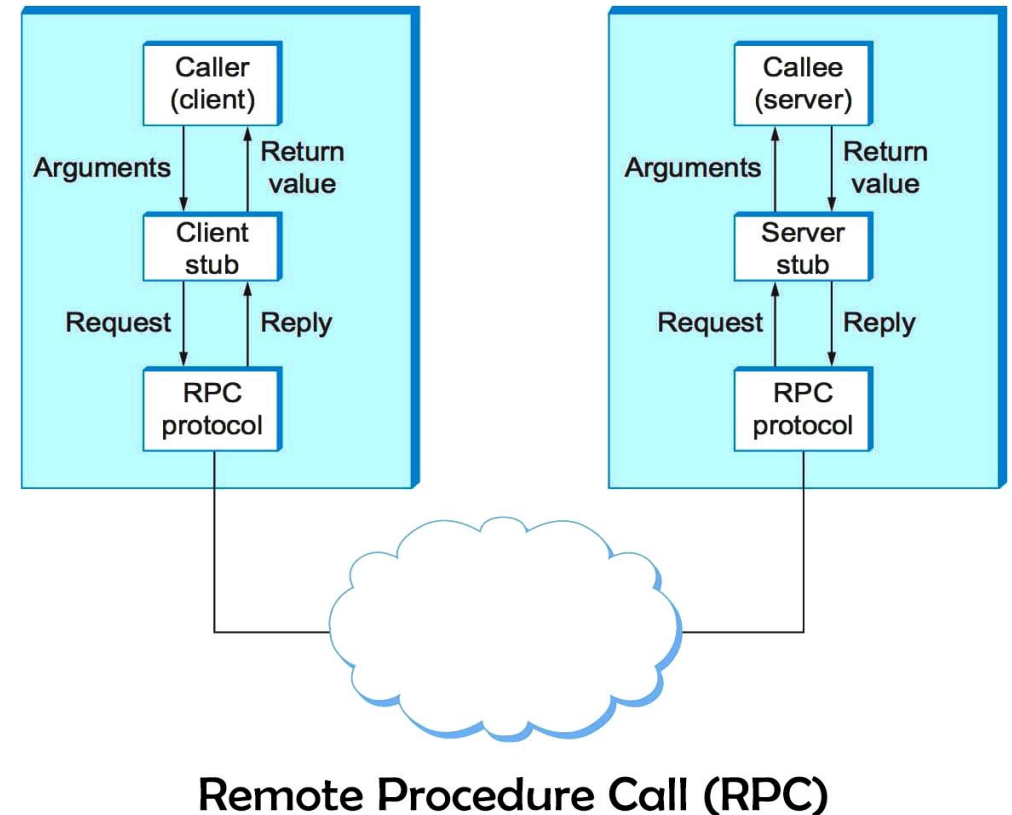 Caller
(client)
Arguments
Return
value
Client
stub
Request
Reply
RPC
protocol
Callee
(server)
Arguments
Return
value
Server
stub
Request
Reply
RPC
protocol
Remote Procedure Call (RPC)